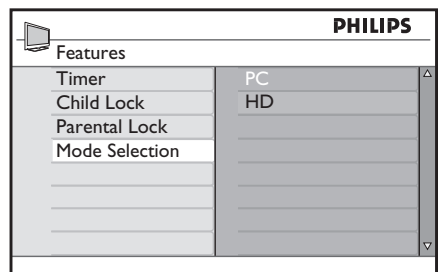 PHILIPS
Features
Timer PC
Child Lock HD
Parental Lock
Mode Selection